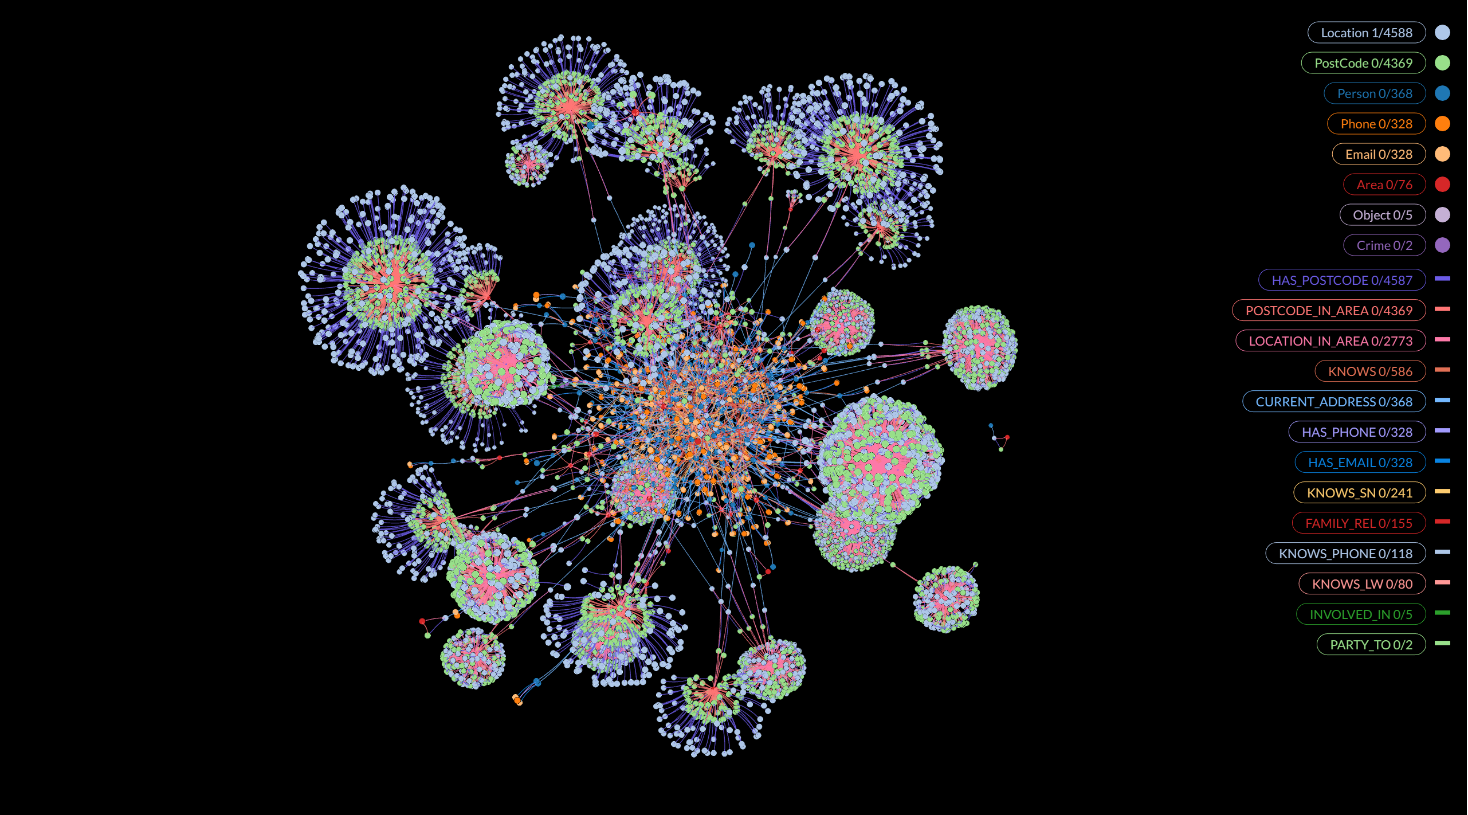 Location 1/4588
PostCode 0/4369
Person 0/368
Phone 0/328
Email 0/328
Area 0/76
Object 0/5
Crime 0/2
HAS_POSTCODE 0/4587
POSTCODE_IN_AREA 0/4369
LOCATION_IN_AREA 0/2773
KNOWS 0/586
CURRENT_ADDRESS 0/368
HAS_PHONE 0/328
HAS_EMAIL 0/328
KNOWS_SN 0/241
FAMILY_REL 0/155
KNOWS_PHONE 0/118
KNOWS_LW 0/80
INVOLVED_IN 0/5
PARTY_TO 0/2